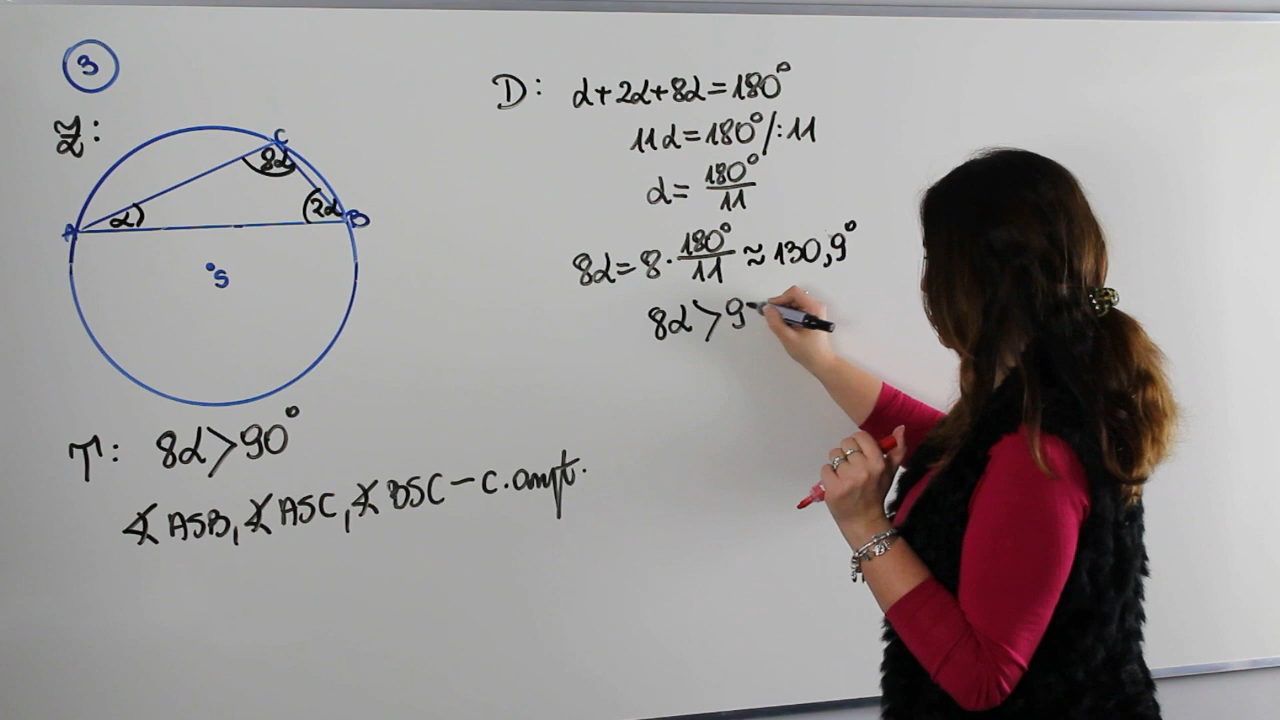 3
Z:
C
8α
α
2α
A
B
S
T: 8α>90°
∢ASB, ∢ASC, ∢BSC - C.
D: α+2α+8α=180°
11α=180°/:11
α= 180°/11
8α=8·180°/11≈130,9°
8α>9